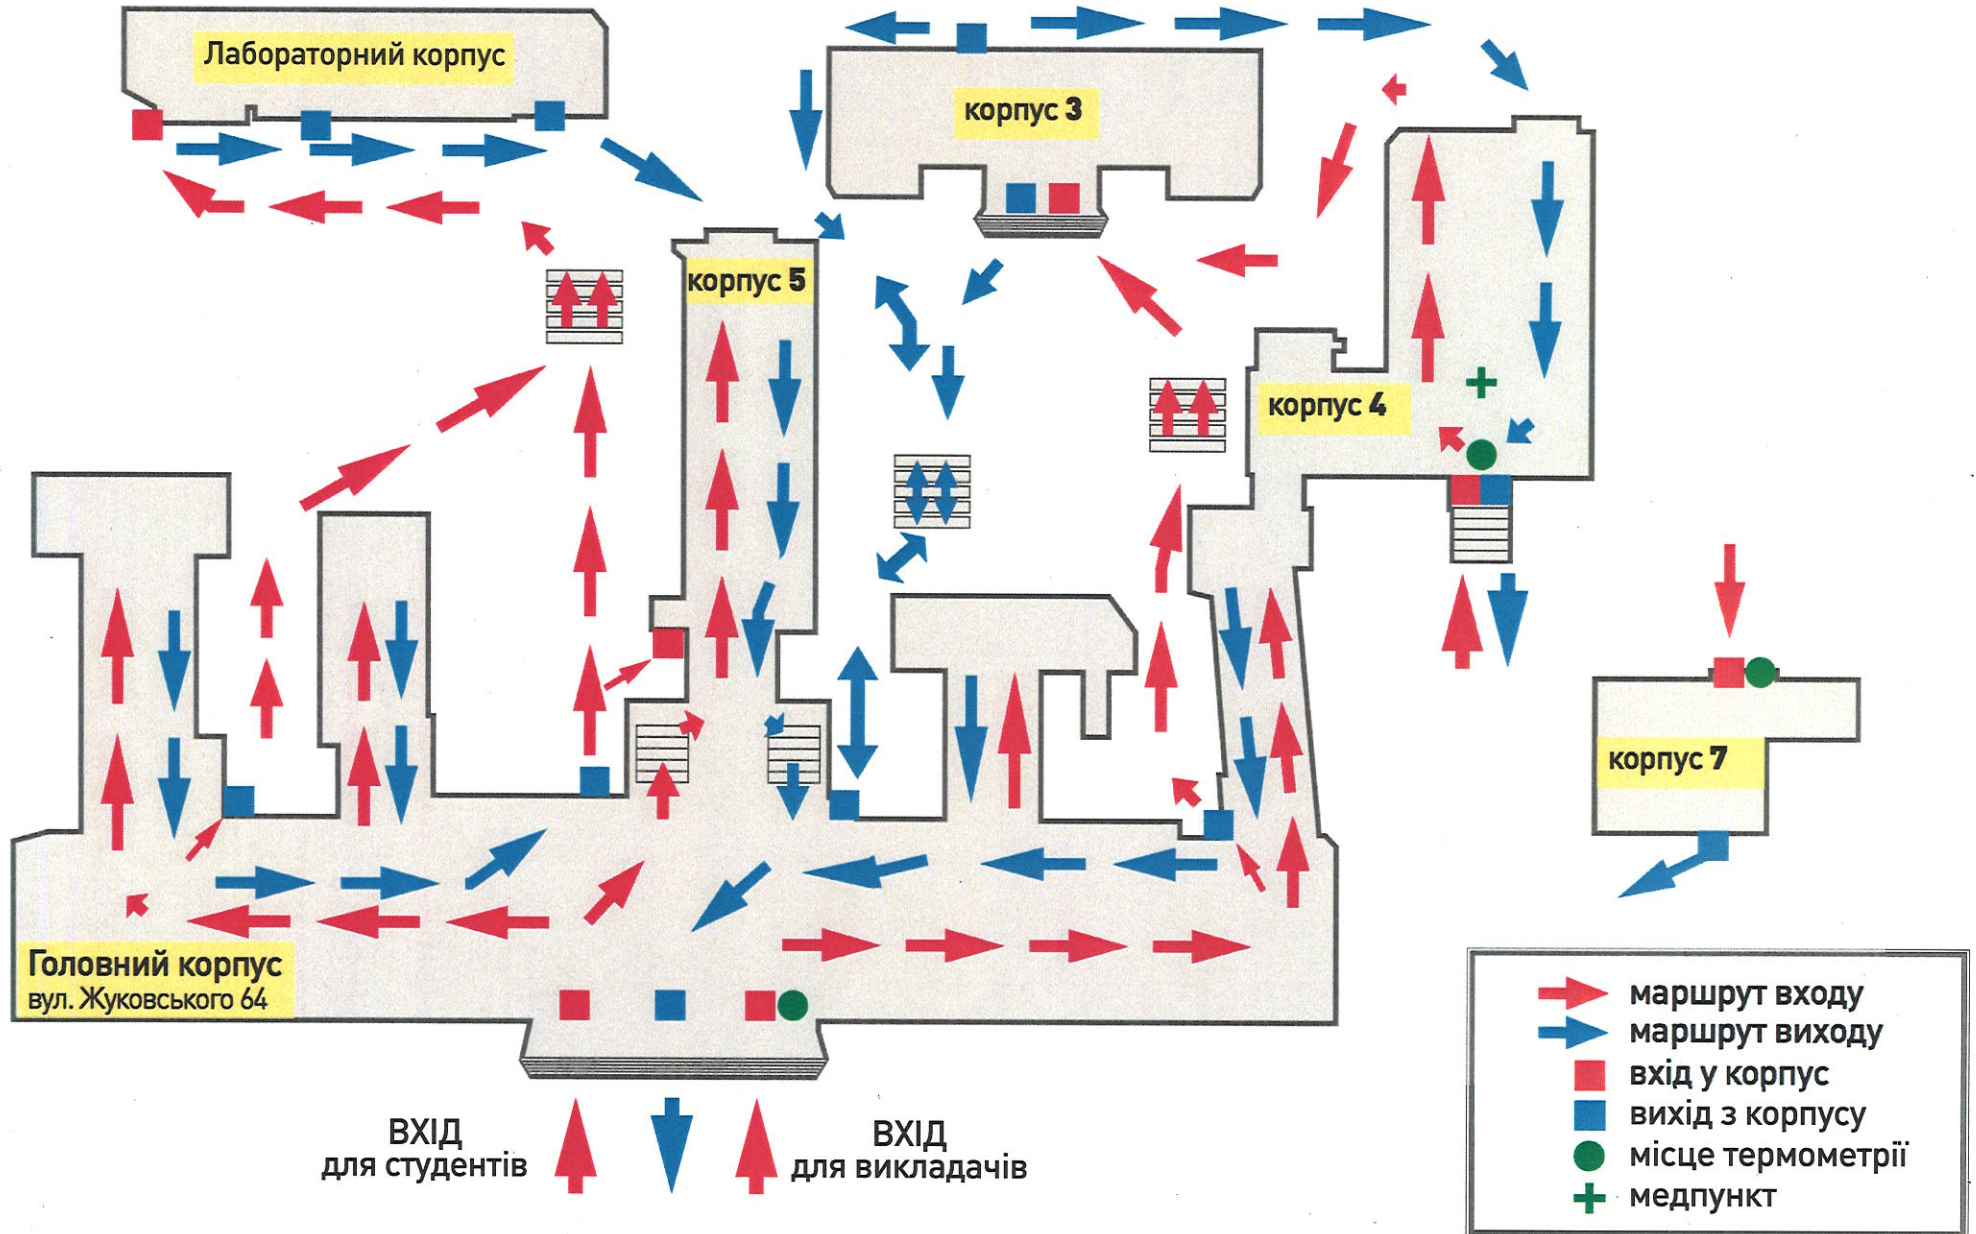 Лабораторний корпус
корпус 3
корпус 5
корпус 4
корпус 7
Головний корпус
вул. Жуковського 64
ВХІД
для студентів
ВХІД
для викладачів
маршрут входу
маршрут виходу
вхід у корпус
вихід з корпусу
місце термометрії
медпункт